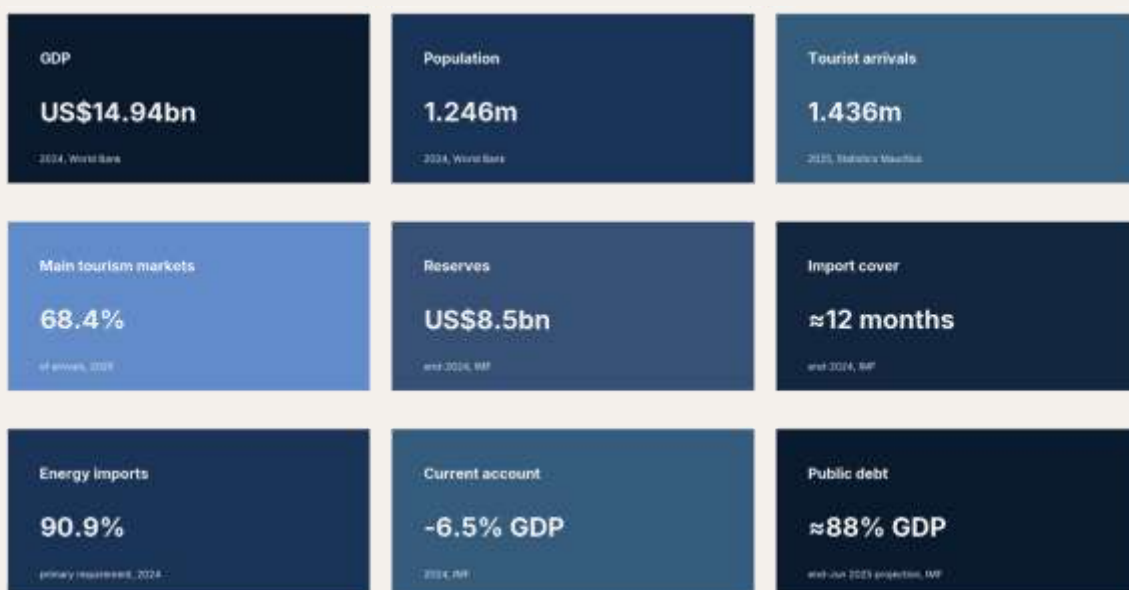 GDP
US$14.94bn
2024, World Bank
Population
1.246m
2024, World Bank
Tourist arrivals
1.436m
2025, Statistics Mauritius
Main tourism markets
68.4%
of arrivals, 2025
Reserves
US$8.5bn
end-2024, IMF
Import cover
≈12 months
end-2024, IMF
Energy imports
90.9%
primary requirement, 2024
Current account
-6.5% GDP
2024, IMF
Public debt
≈88% GDP
end-Jun 2025 projection, IMF